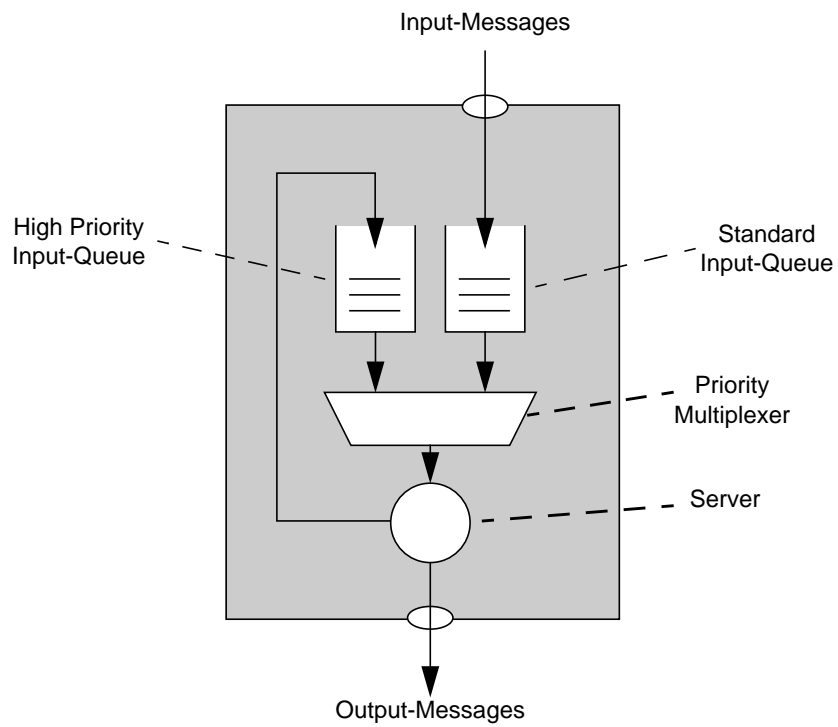 Input-Messages
High Priority
Input-Queue
Standard
Input-Queue
Priority
Multiplexer
Server
Output-Messages